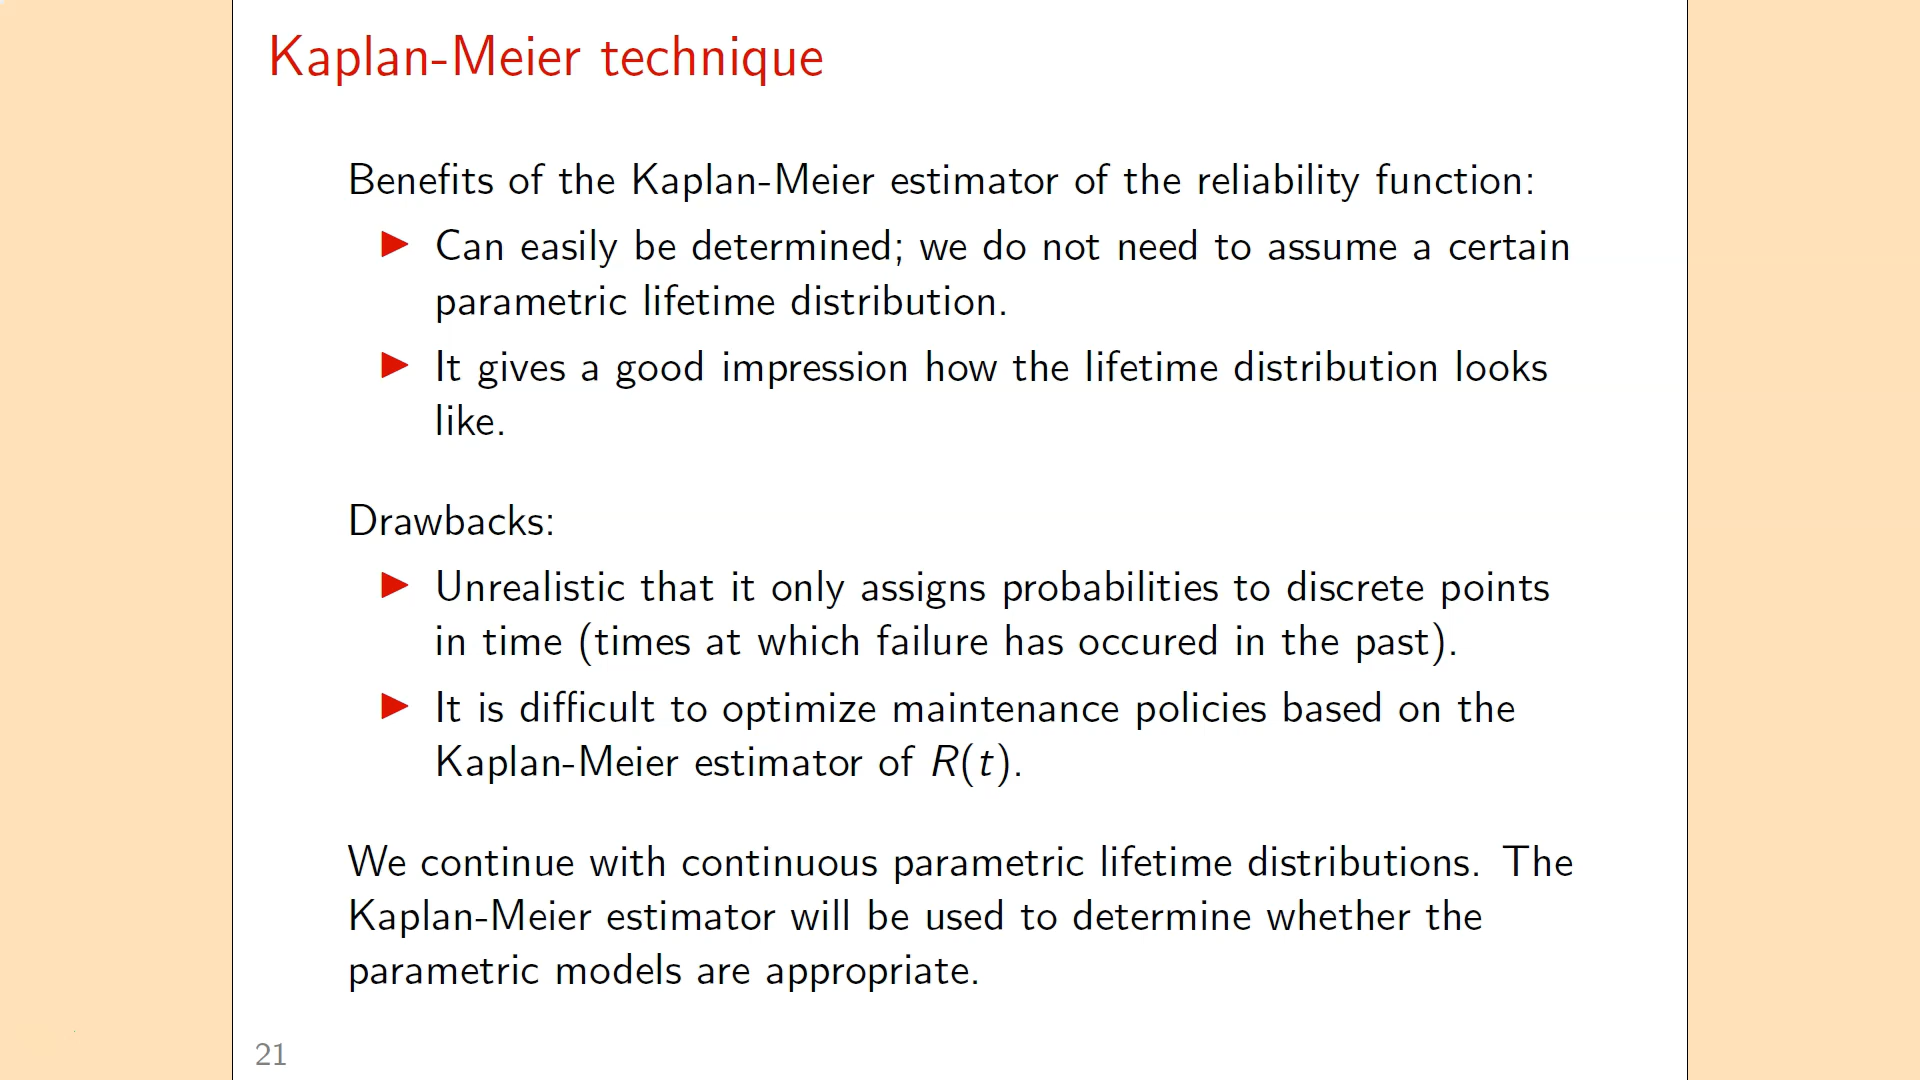 Kaplan-Meier technique
Benefits of the Kaplan-Meier estimator of the reliability function:
▶ Can easily be determined; we do not need to assume a certain
parametric lifetime distribution.
▶ It gives a good impression how the lifetime distribution looks
like.
Drawbacks:
▶ Unrealistic that it only assigns probabilities to discrete points
in time (times at which failure has occured in the past).
▶ It is difficult to optimize maintenance policies based on the
Kaplan-Meier estimator of R(t).
We continue with continuous parametric lifetime distributions. The
Kaplan-Meier estimator will be used to determine whether the
parametric models are appropriate.
21